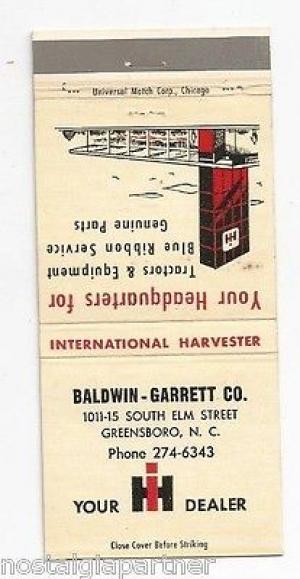 Universal Match Corp., Chicago
IH
Your Headquarters for
Tractors & Equipment
Blue Ribbon Service
Genuine Parts
INTERNATIONAL HARVESTER
BALDWIN-GARRETT CO.
1011-15 SOUTH ELM STREET
GREENSBORO, N. C.
Phone 274-6343
YOUR IH DEALER
Close Cover Before Striking
nostalgiapartner